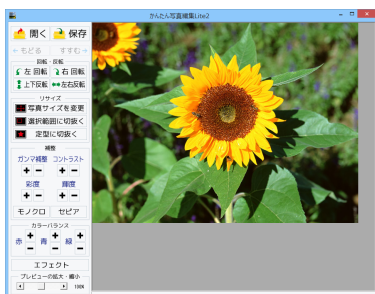 かんたん写真編集Lite2
開く 保存
←もどる すすむ→
回転・反転
左回転 右回転
上下反転 左右反転
リサイズ
写真サイズを変更
選択範囲に切抜く
定型に切抜く
補整
ガンマ補整 コントラスト
+ - + -
彩度 輝度
+ - + -
モノクロ セピア
カラーバランス
赤 + - 青 + - 緑 + -
エフェクト
プレビューの拡大・縮小
100%